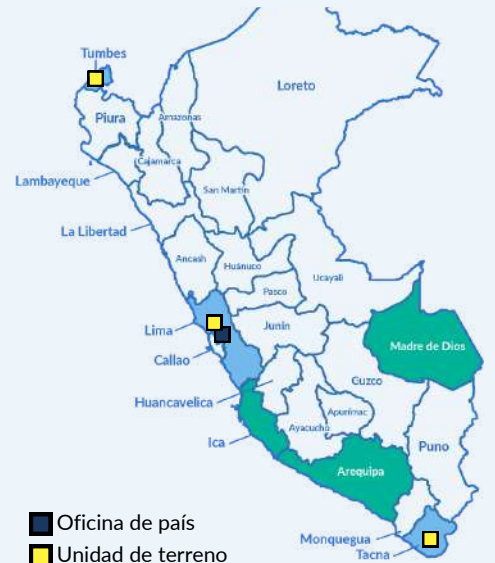 Tumbes
Loreto
Piura
Amazonas
Cajamarca
Lambayeque
San Martín
La Libertad
Ancash
Huánuco
Ucayali
Pasco
Lima
Junín
Madre de Dios
Callao
Cuzco
Huancavelica
Apurímac
Ayacucho
Ica
Puno
Arequipa
Oficina de país
Monquegua
Unidad de terreno
Tacna